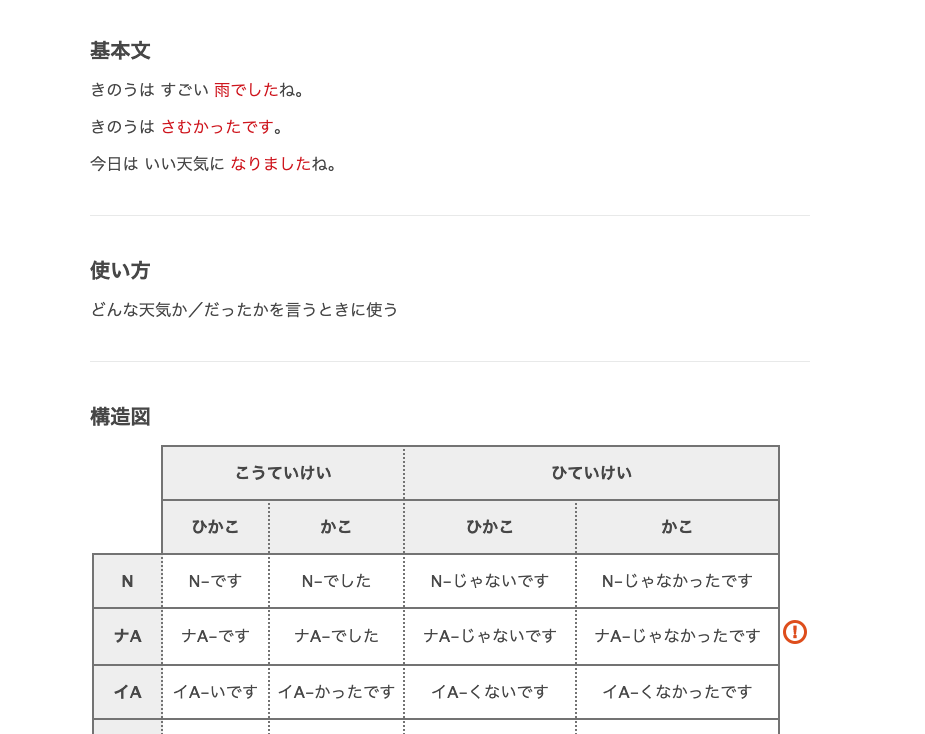 基本文
きのうは すごい 雨でしたね。
きのうは さむかったです。
今日は いい天気に なりましたね。
使い方
どんな天気か／だったかを言うときに使う
構造図
こうていけい ひていけい
ひかこ かこ ひかこ かこ
N N–です N–でした N–じゃないです N–じゃなかったです
ナA ナA–です ナA–でした ナA–じゃないです ナA–じゃなかったです
イA イA–いです イA–かったです イA–くないです イA–くなかったです